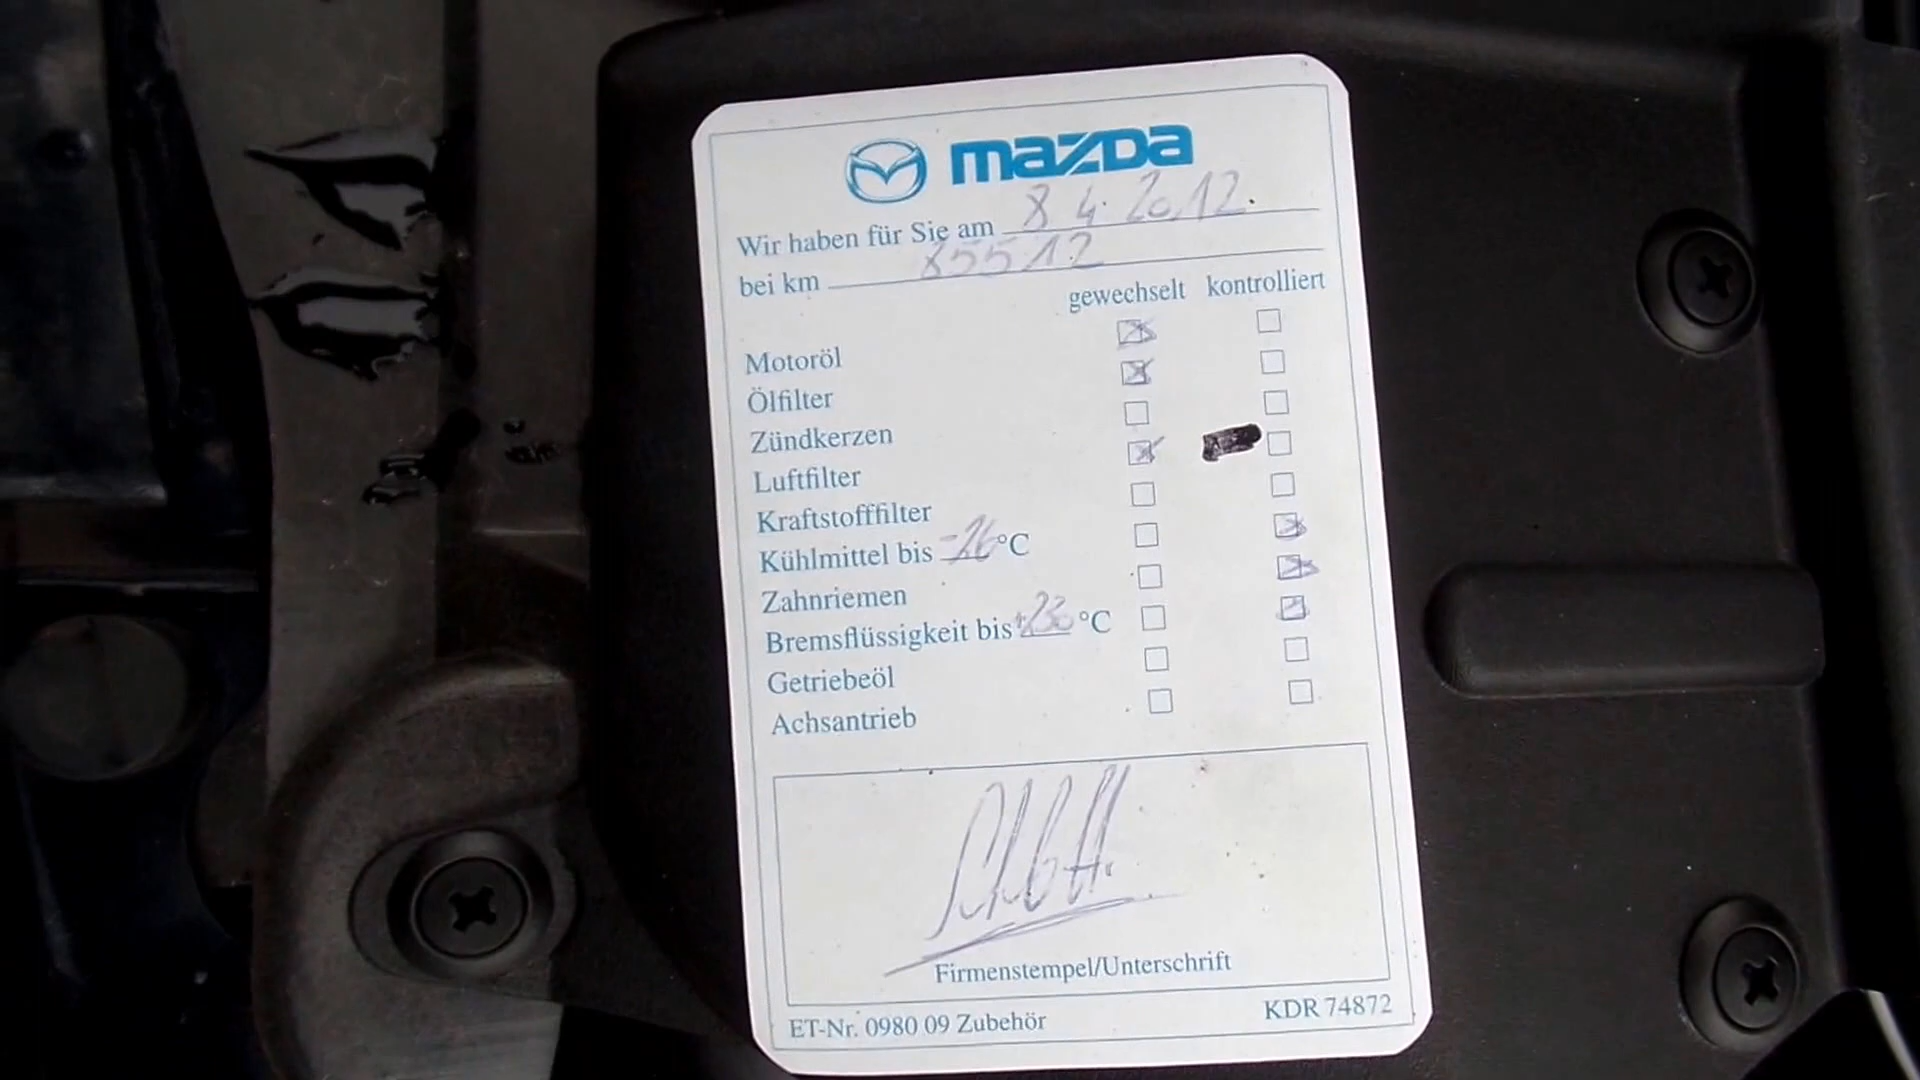 mazda
Wir haben für Sie am 8 4. 2012.
bei km 85512
gewechselt kontrolliert
Motoröl
Ölfilter
Zündkerzen
Luftfilter
Kraftstofffilter
Kühlmittel bis -26 °C
Zahnriemen
Bremsflüssigkeit bis +230 °C
Getriebeöl
Achsantrieb
Firmenstempel/Unterschrift
ET-Nr. 0980 09 Zubehör KDR 74872